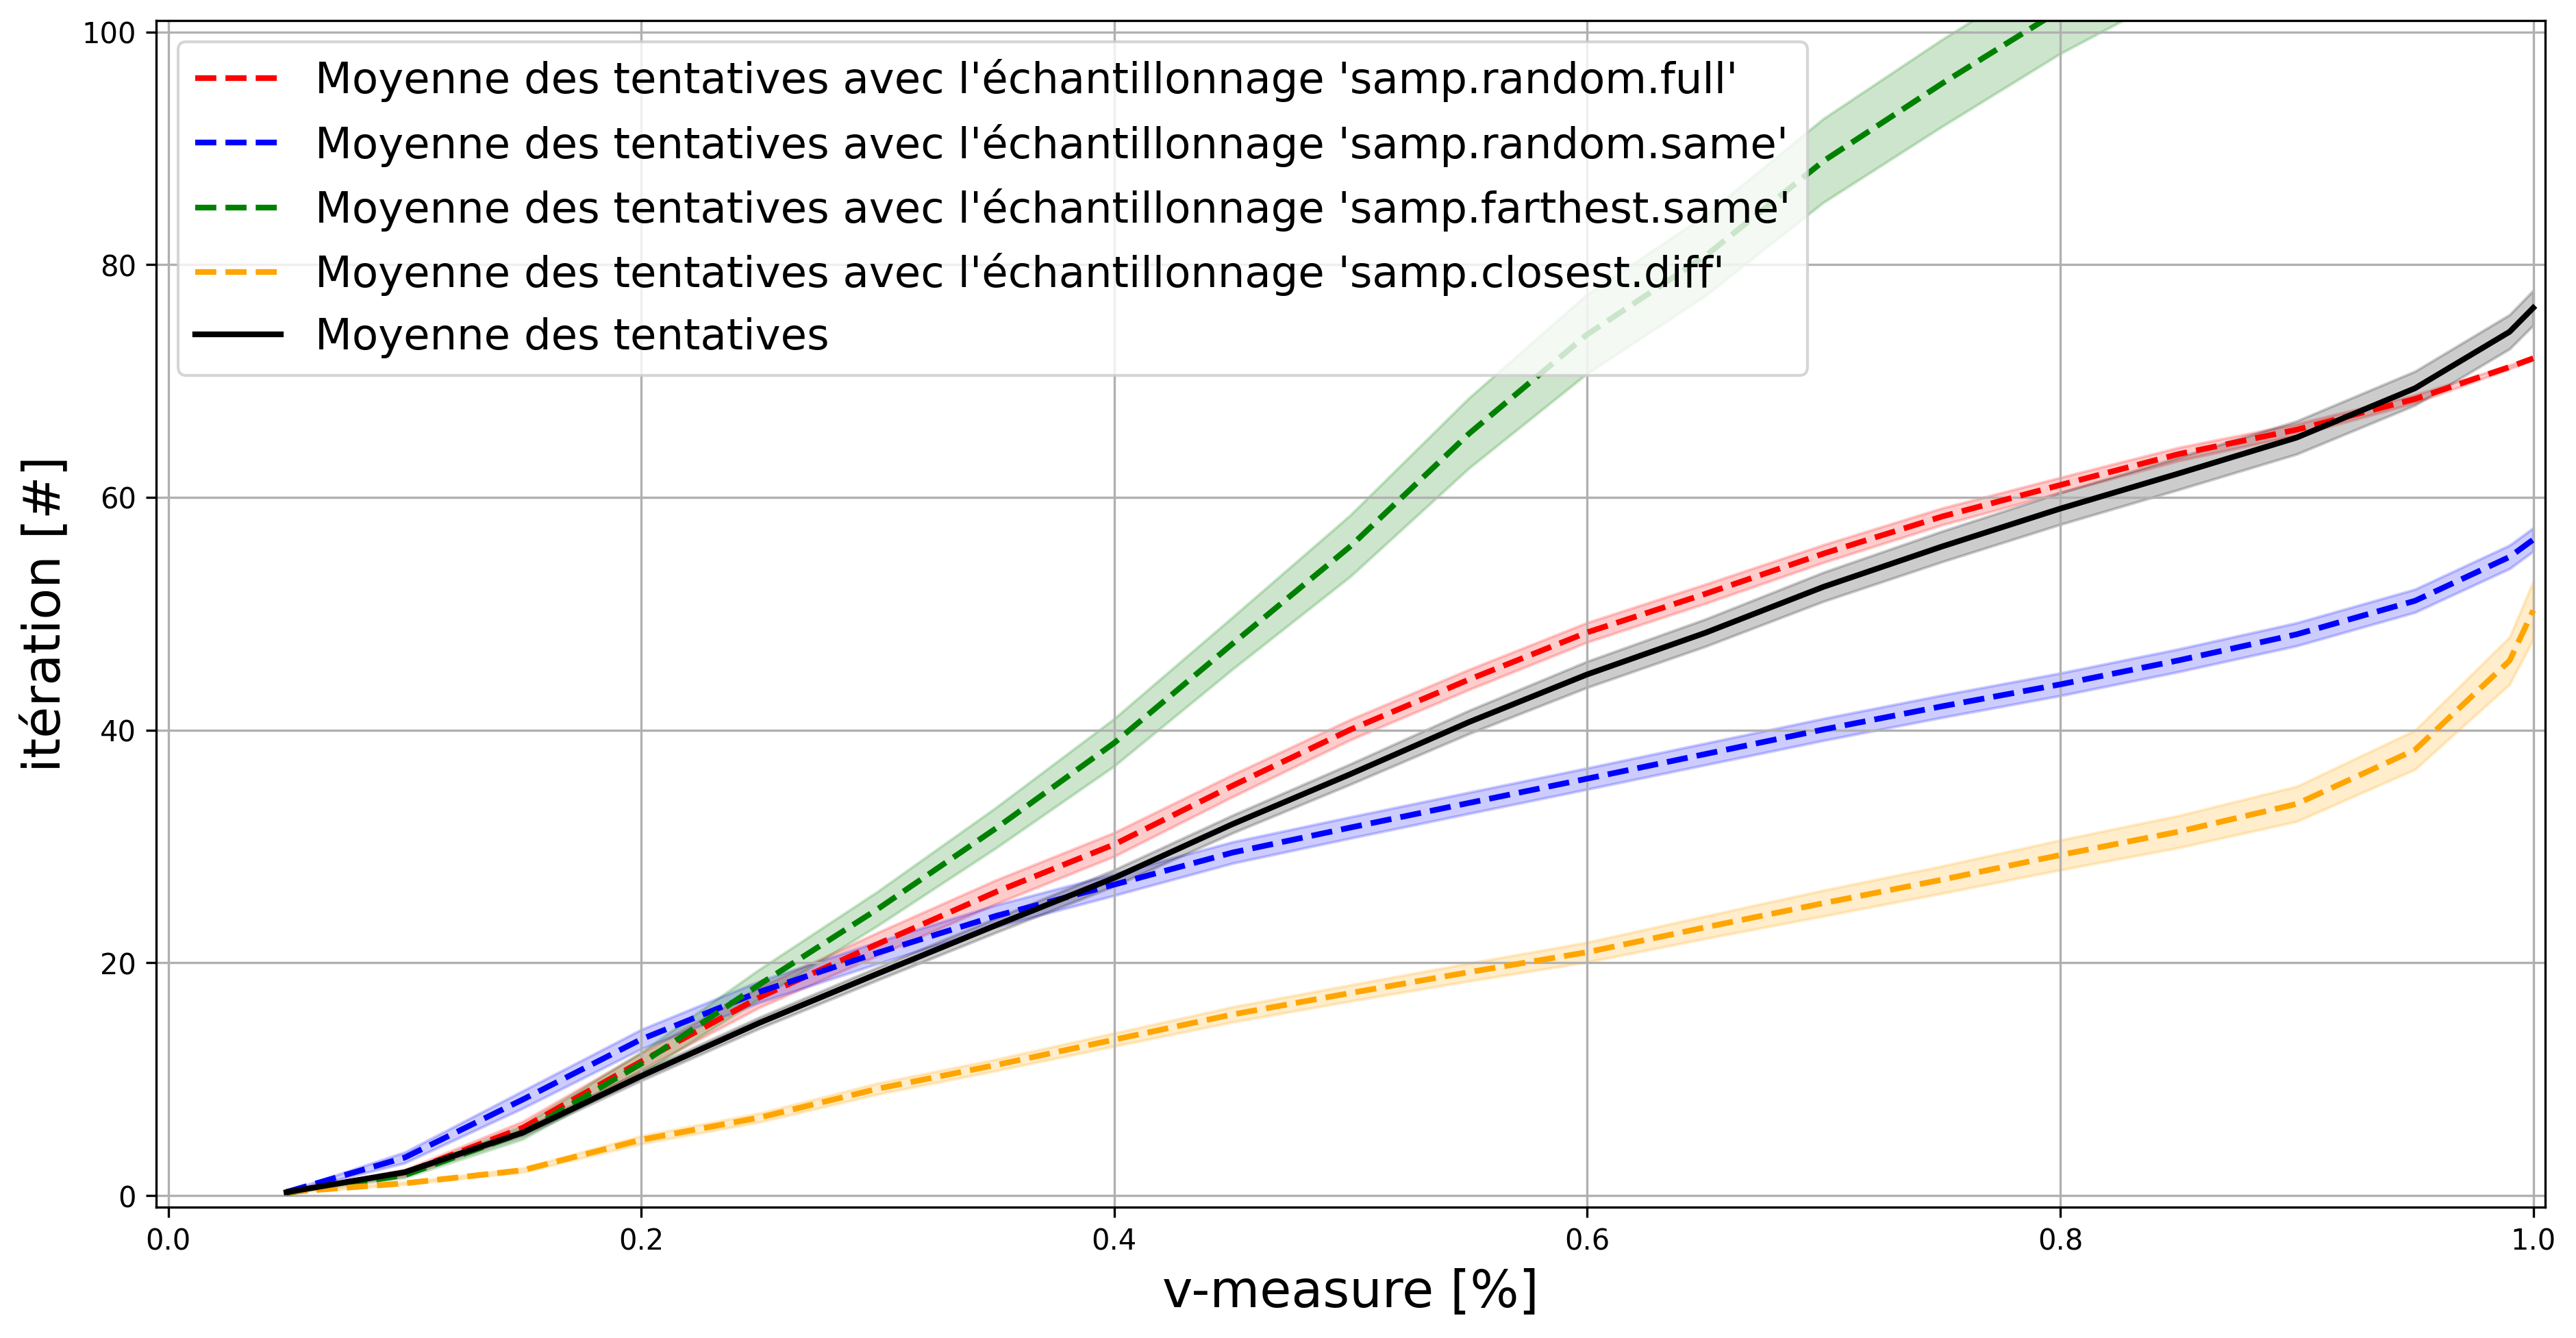 100
80
60
40
20
0
itération [#]
Moyenne des tentatives avec l'échantillonnage 'samp.random.full'
Moyenne des tentatives avec l'échantillonnage 'samp.random.same'
Moyenne des tentatives avec l'échantillonnage 'samp.farthest.same'
Moyenne des tentatives avec l'échantillonnage 'samp.closest.diff'
Moyenne des tentatives
0.0 0.2 0.4 0.6 0.8 1.0
v-measure [%]